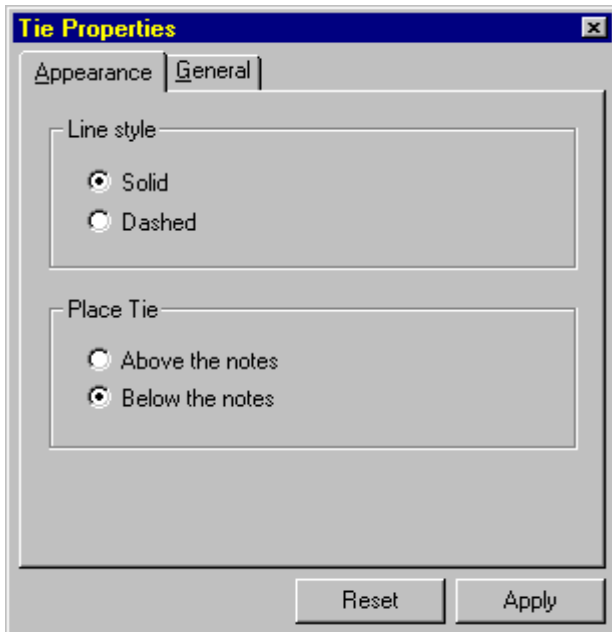 Tie Properties
Appearance General
Line style
Solid
Dashed
Place Tie
Above the notes
Below the notes
Reset Apply